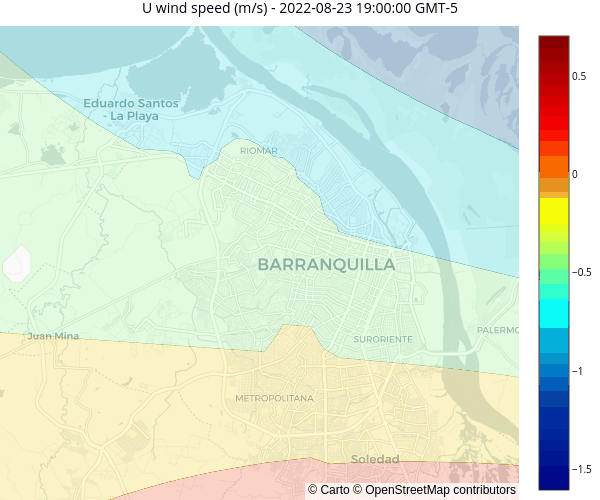 U wind speed (m/s) - 2022-08-23 19:00:00 GMT-5
Eduardo Santos
- La Playa
RIOMAR
BARRANQUILLA
Juan Mina
SURORIENTE
PALERMO
METROPOLITANA
Soledad
© Carto © OpenStreetMap contributors
0.5
0
−0.5
−1
−1.5